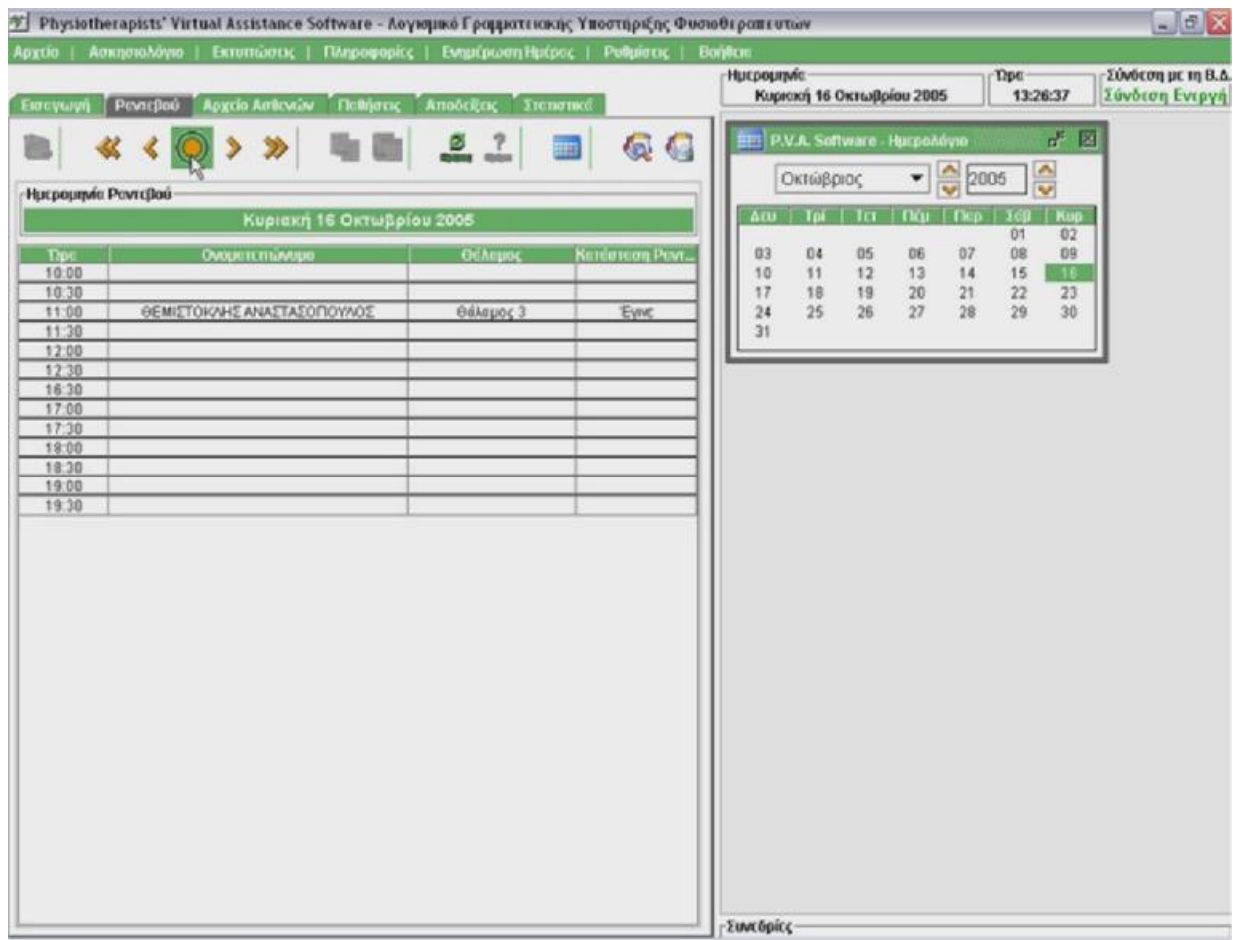 Physiotherapists' Virtual Assistance Software - Λογισμικό Γραμματειακής Υποστήριξης Φυσιοθεραπευτών
Αρχείο | Ασκησιολόγιο | Εκτυπώσεις | Πληροφορίες | Ενημέρωση Ημέρας | Ρυθμίσεις | Βοήθεια
Ημερομηνία
Κυριακή 16 Οκτωβρίου 2005
Ώρα
13:26:37
Σύνδεση με τη Β.Δ.
Σύνδεση Ενεργή
Εισαγωγή Ραντεβού Αρχείο Ασθενών Παθήσεις Αποδείξεις Στατιστικά
Ημερομηνία Ραντεβού
Κυριακή 16 Οκτωβρίου 2005
Ώρα Ονοματεπώνυμο Θάλαμος Κατάσταση Ραντ...
10:00
10:30
11:00 ΘΕΜΙΣΤΟΚΛΗΣ ΑΝΑΣΤΑΣΟΠΟΥΛΟΣ Θάλαμος 3 Έγινε
11:30
12:00
12:30
16:30
17:00
17:30
18:00
18:30
19:00
19:30
P.V.A. Software - Ημερολόγιο
Οκτώβριος 2005
Δευ Τρί Τετ Πέμ Παρ Σάβ Κυρ
01 02
03 04 05 06 07 08 09
10 11 12 13 14 15 16
17 18 19 20 21 22 23
24 25 26 27 28 29 30
31
Συνεδρίες